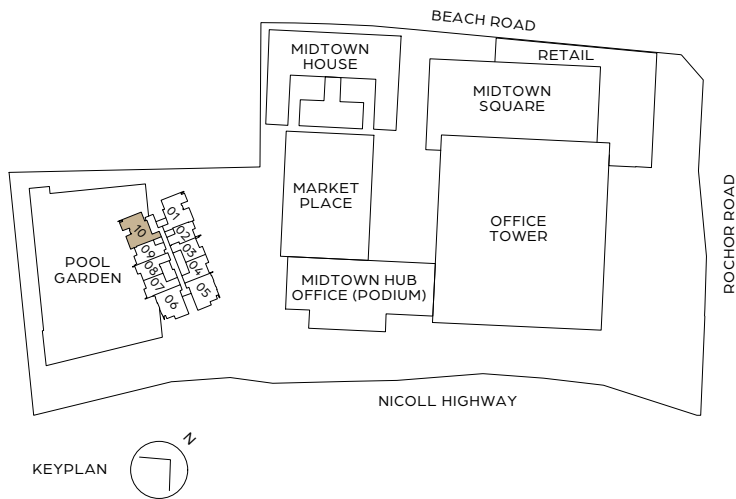 BEACH ROAD
MIDTOWN
HOUSE
RETAIL
MIDTOWN
SQUARE
MARKET
PLACE
OFFICE
TOWER
ROCHOR ROAD
POOL
GARDEN
10
09
08
07
06
01
02
03
04
05
MIDTOWN HUB
OFFICE (PODIUM)
NICOLL HIGHWAY
KEYPLAN
N